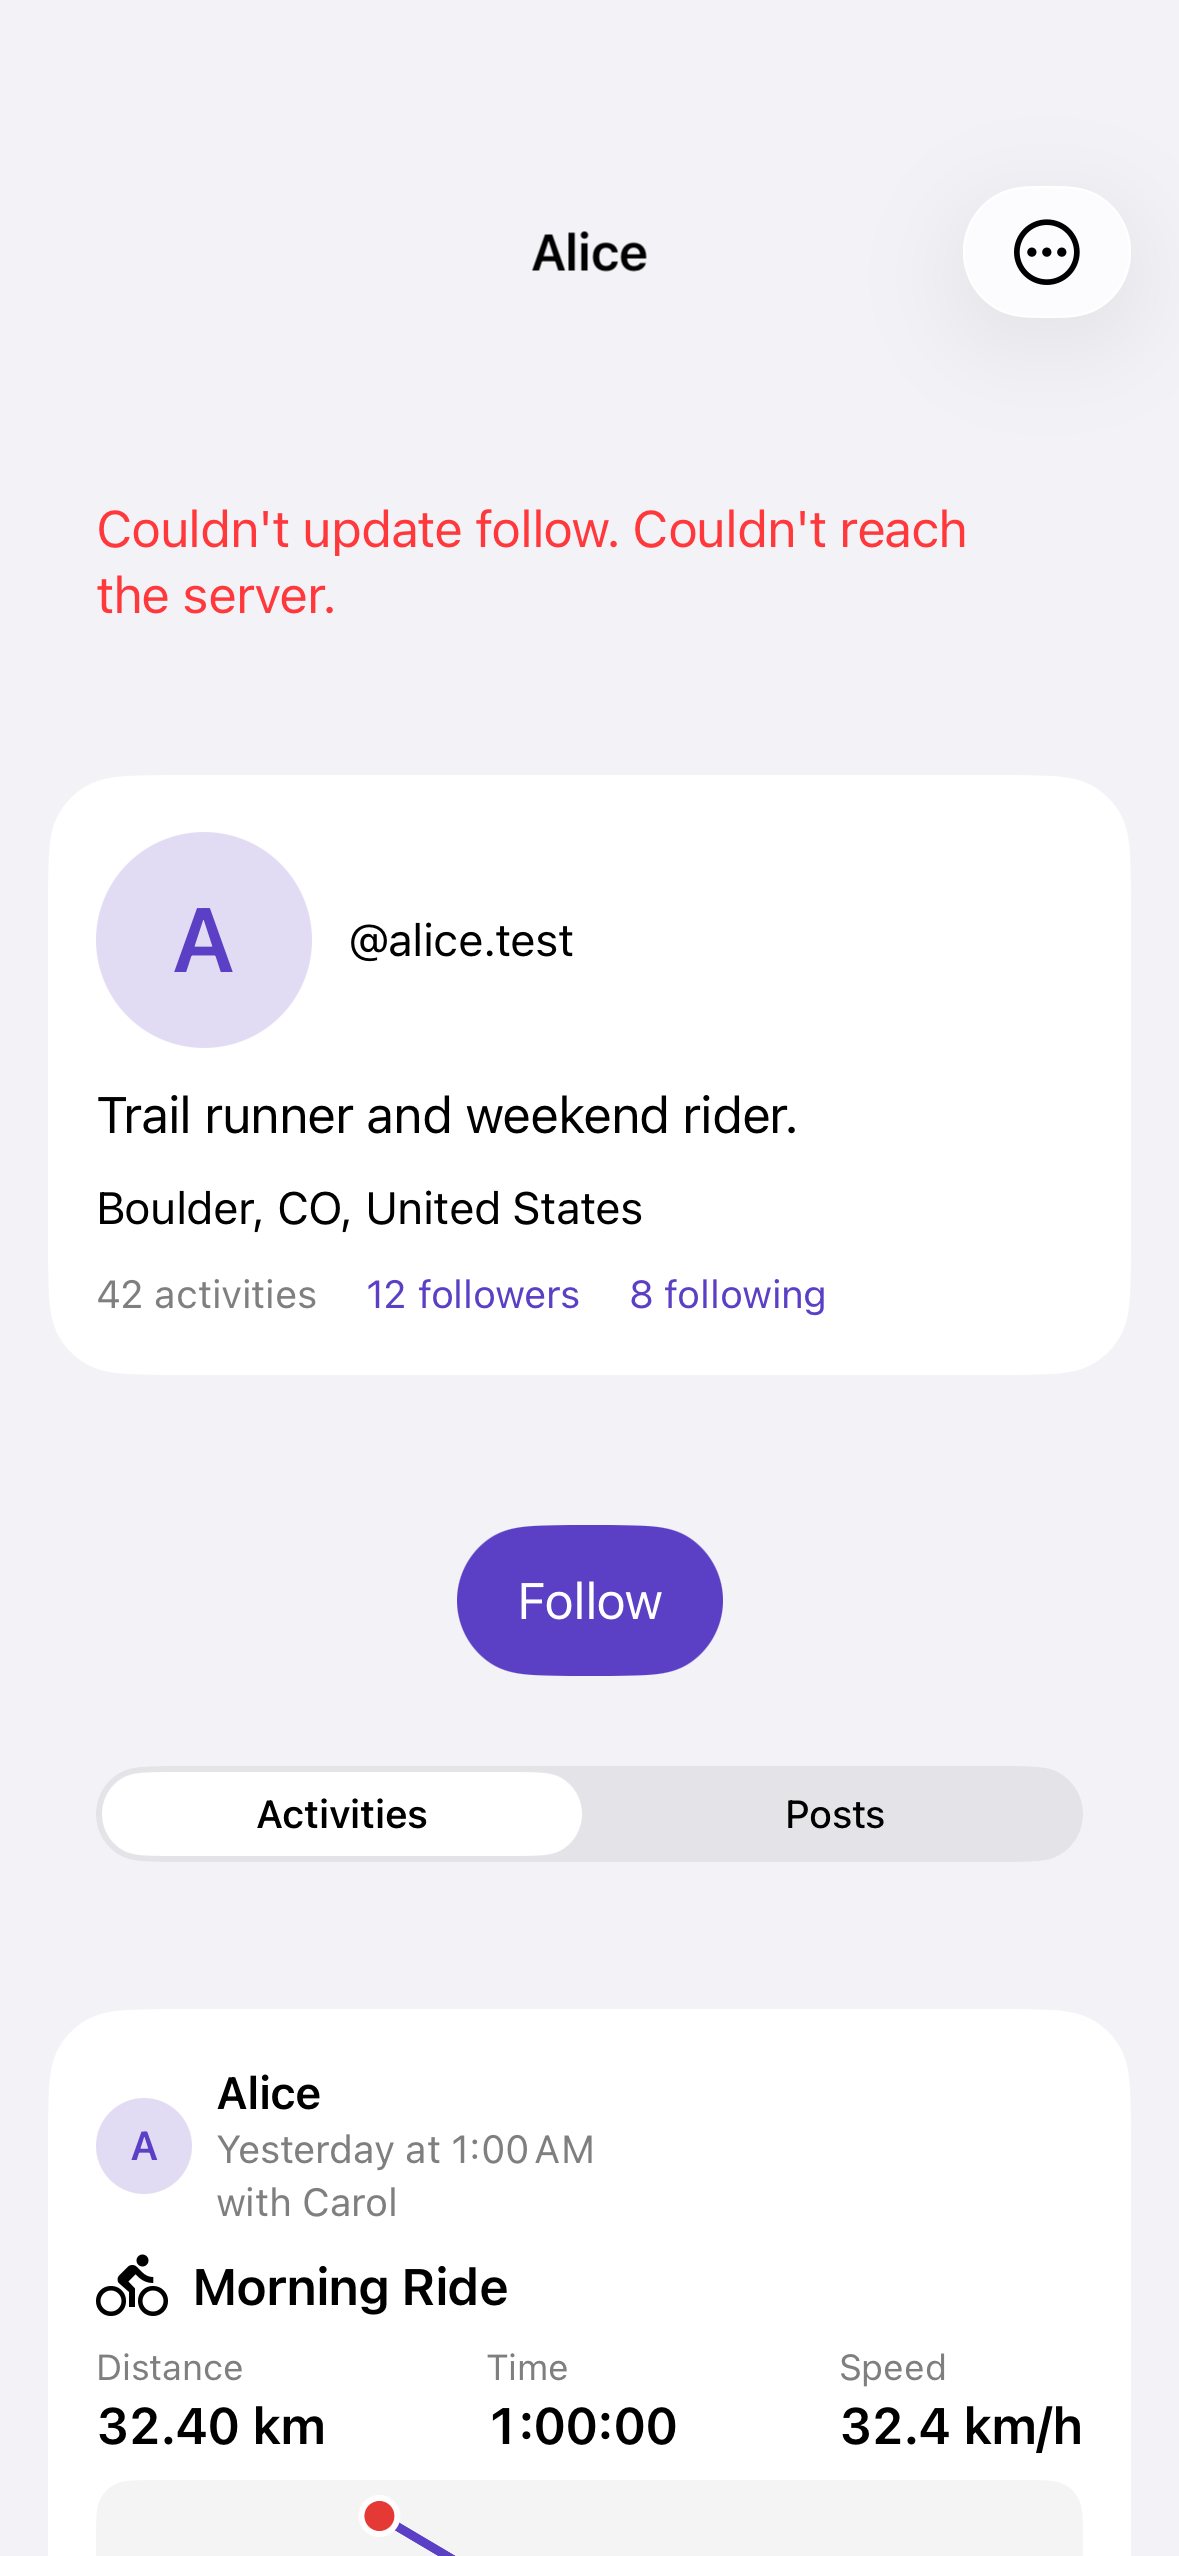 Alice
Couldn't update follow. Couldn't reach
the server.
A
@alice.test
Trail runner and weekend rider.
Boulder, CO, United States
42 activities 12 followers 8 following
Follow
Activities Posts
Alice
A
Yesterday at 1:00 AM
with Carol
Morning Ride
Distance Time Speed
32.40 km 1:00:00 32.4 km/h